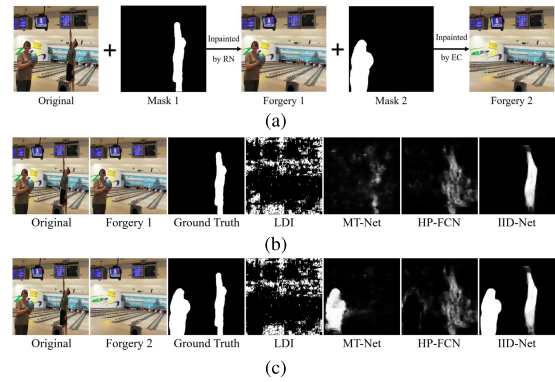 Inpainted
by RN
Inpainted
by EC
Original
Mask 1
Forgery 1
Mask 2
Forgery 2
(a)
Original
Forgery 1
Ground Truth
LDI
MT-Net
HP-FCN
IID-Net
(b)
Original
Forgery 2
Ground Truth
LDI
MT-Net
HP-FCN
IID-Net
(c)